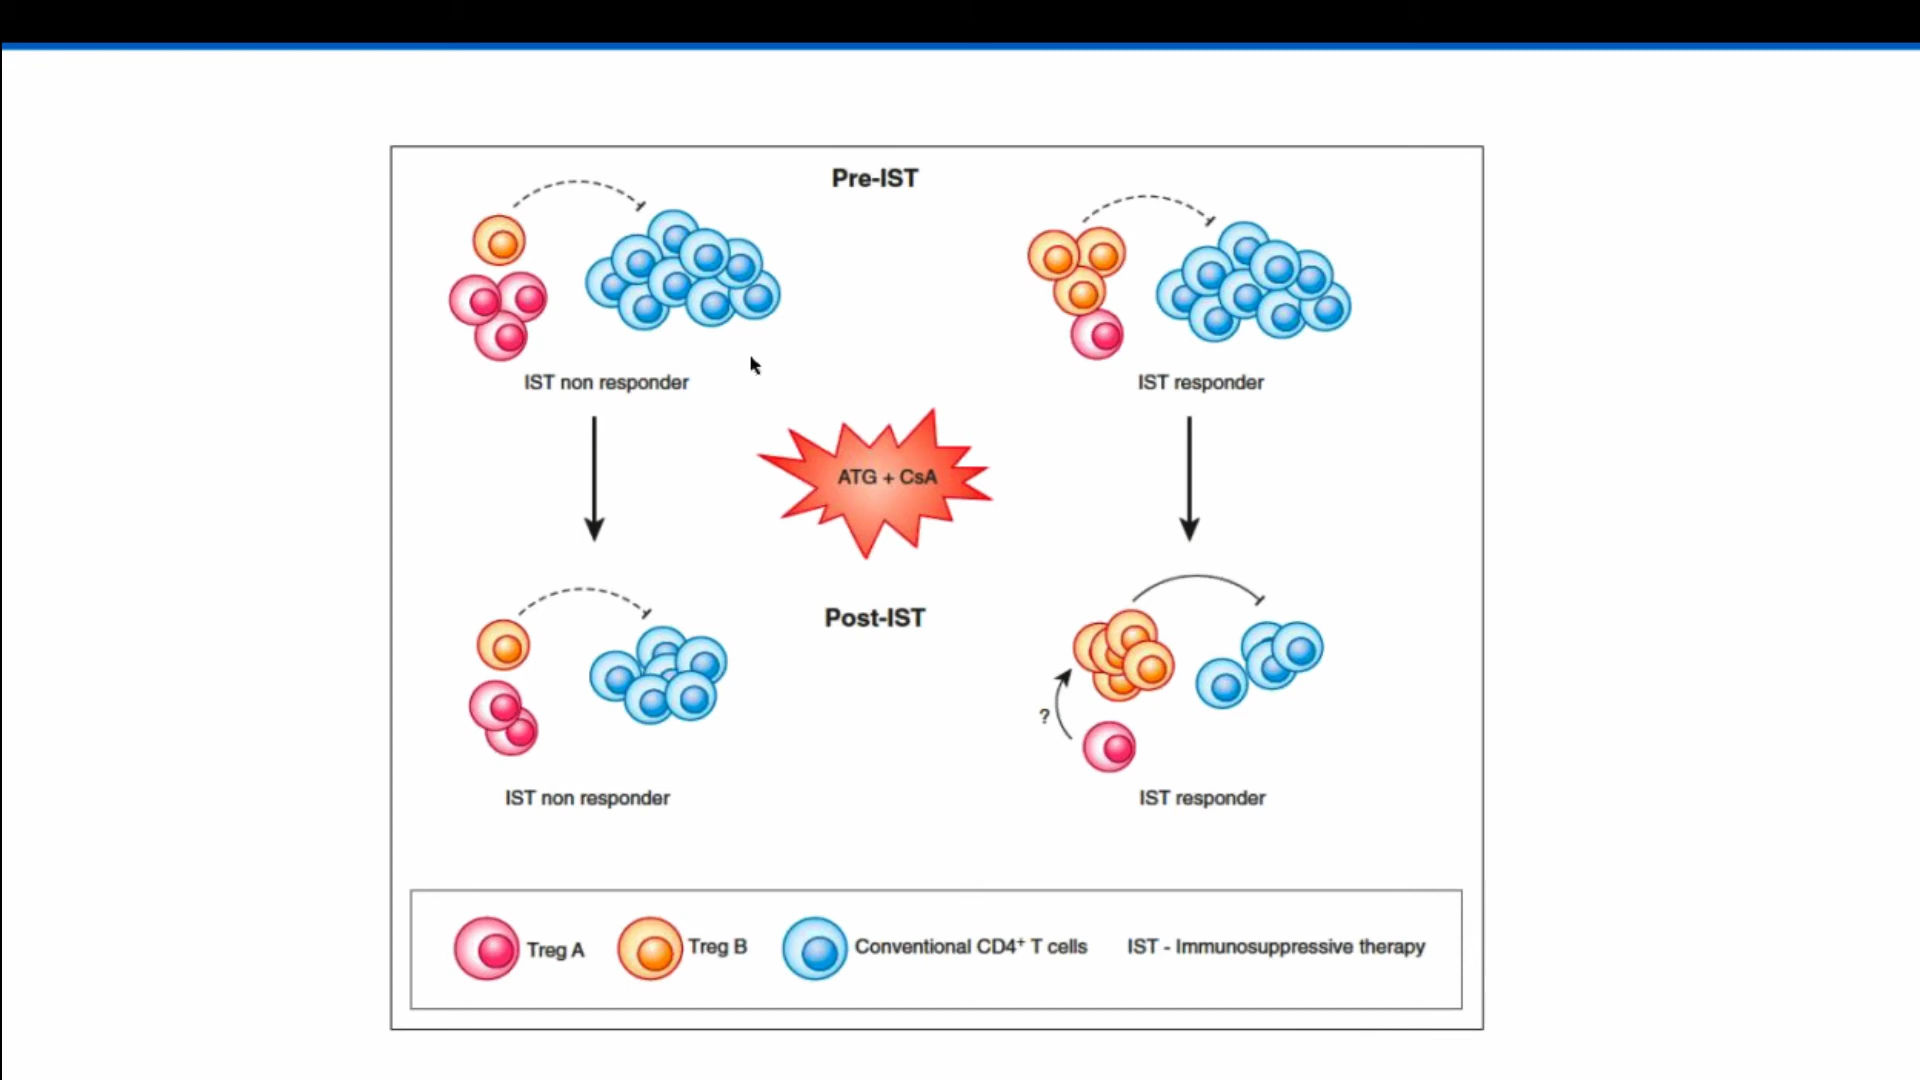 Pre-IST
IST non responder
IST responder
ATG + CsA
Post-IST
?
IST non responder
IST responder
Treg A
Treg B
Conventional CD4⁺ T cells
IST - Immunosuppressive therapy